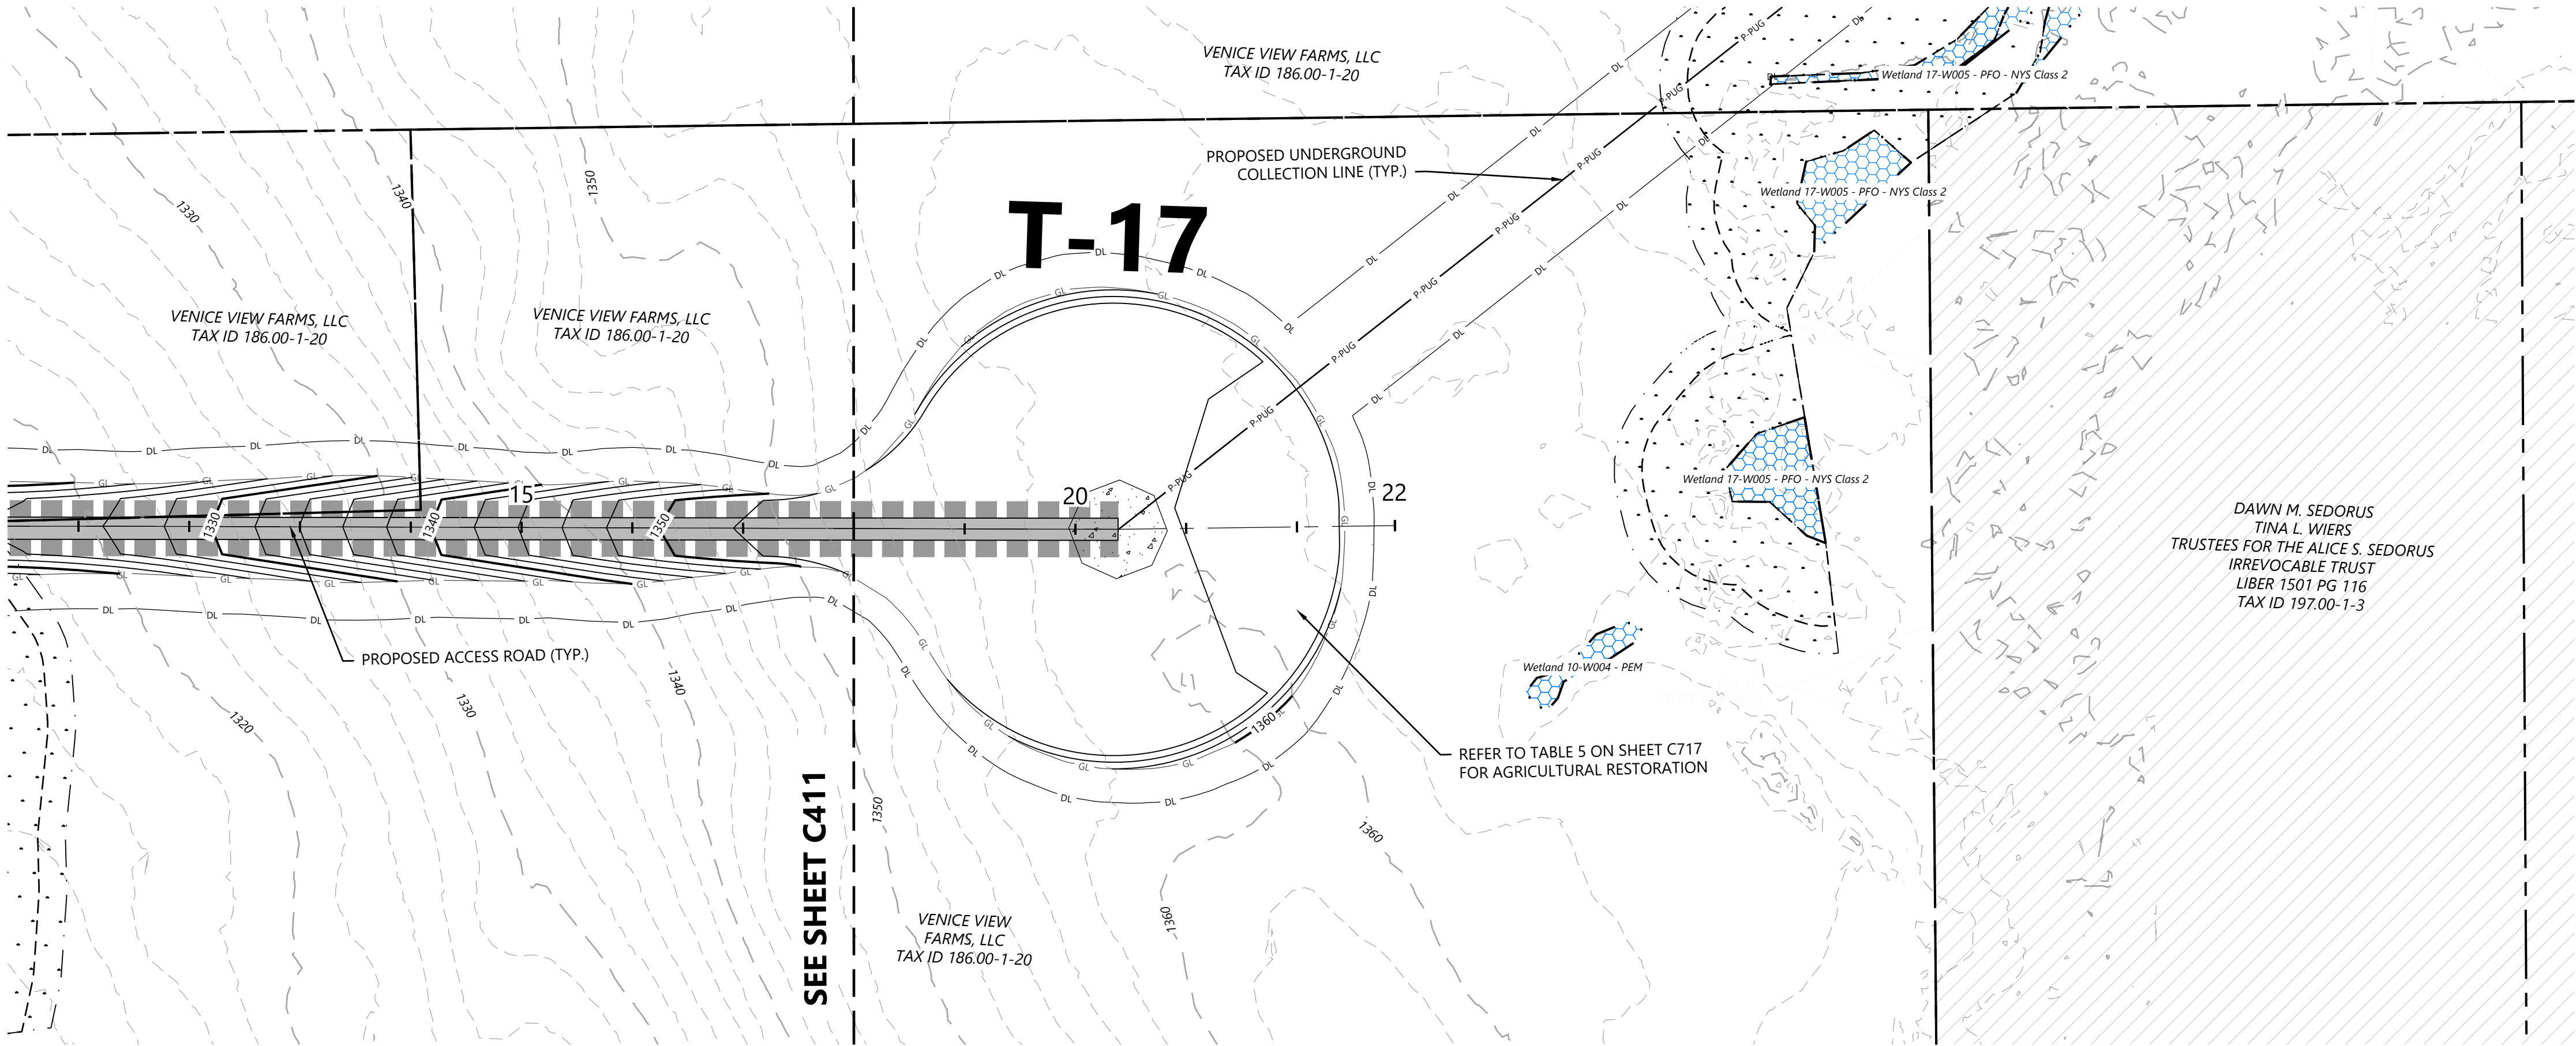 VENICE VIEW FARMS, LLC
TAX ID 186.00-1-20
Wetland 17-W005 - PFO - NYS Class 2
PROPOSED UNDERGROUND
COLLECTION LINE (TYP.)
T-17
Wetland 17-W005 - PFO - NYS Class 2
1330
1340
1350
VENICE VIEW FARMS, LLC
TAX ID 186.00-1-20
VENICE VIEW FARMS, LLC
TAX ID 186.00-1-20
DL
GL
P-PUG
15
20
22
1330
1340
1350
Wetland 17-W005 - PFO - NYS Class 2
DAWN M. SEDORUS
TINA L. WIERS
TRUSTEES FOR THE ALICE S. SEDORUS
IRREVOCABLE TRUST
LIBER 1501 PG 116
TAX ID 197.00-1-3
PROPOSED ACCESS ROAD (TYP.)
Wetland 10-W004 - PEM
1320
1330
1340
1350
1360
1360
1360
REFER TO TABLE 5 ON SHEET C717
FOR AGRICULTURAL RESTORATION
SEE SHEET C411
VENICE VIEW
FARMS, LLC
TAX ID 186.00-1-20